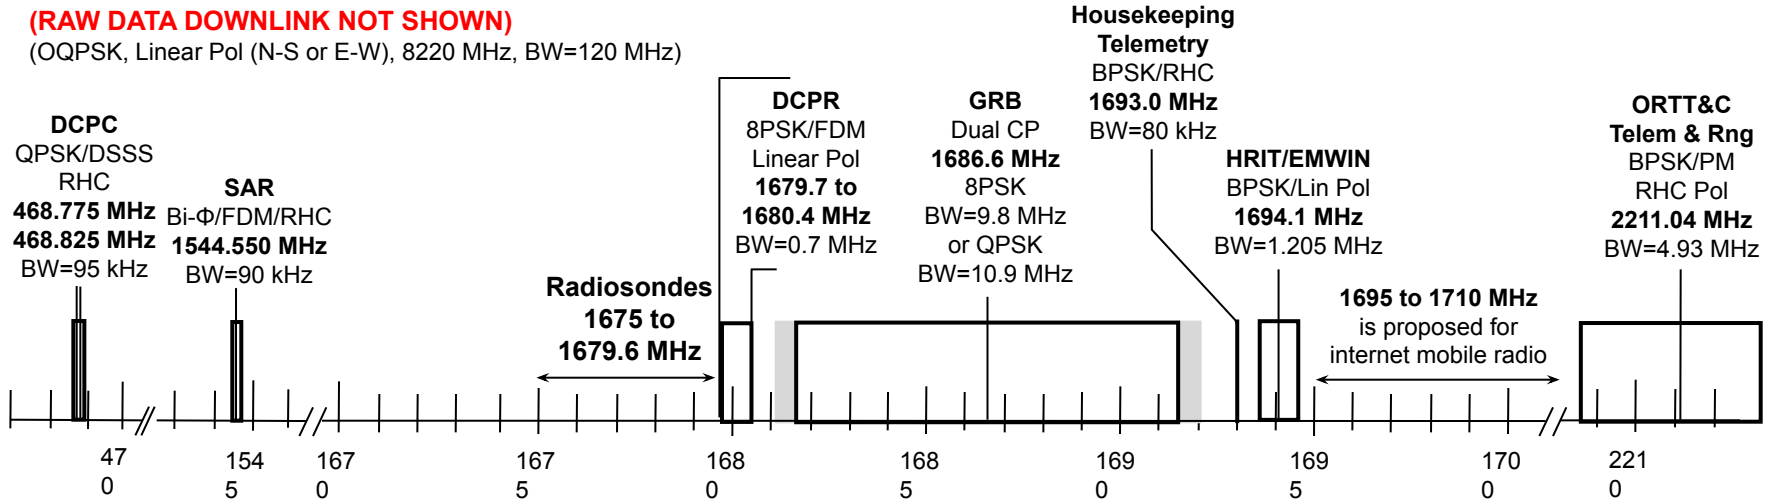 (RAW DATA DOWNLINK NOT SHOWN)
(OQPSK, Linear Pol (N-S or E-W), 8220 MHz, BW=120 MHz)
DCPC
QPSK/DSSS
RHC
468.775 MHz
468.825 MHz
BW=95 kHz
SAR
Bi-Φ/FDM/RHC
1544.550 MHz
BW=90 kHz
Radiosondes
1675 to
1679.6 MHz
DCPR
8PSK/FDM
Linear Pol
1679.7 to
1680.4 MHz
BW=0.7 MHz
GRB
Dual CP
1686.6 MHz
8PSK
BW=9.8 MHz
or QPSK
BW=10.9 MHz
Housekeeping
Telemetry
BPSK/RHC
1693.0 MHz
BW=80 kHz
HRIT/EMWIN
BPSK/Lin Pol
1694.1 MHz
BW=1.205 MHz
1695 to 1710 MHz
is proposed for
internet mobile radio
ORTT&C
Telem & Rng
BPSK/PM
RHC Pol
2211.04 MHz
BW=4.93 MHz
47
0
154
5
167
0
167
5
168
0
168
5
169
0
169
5
170
0
221
0